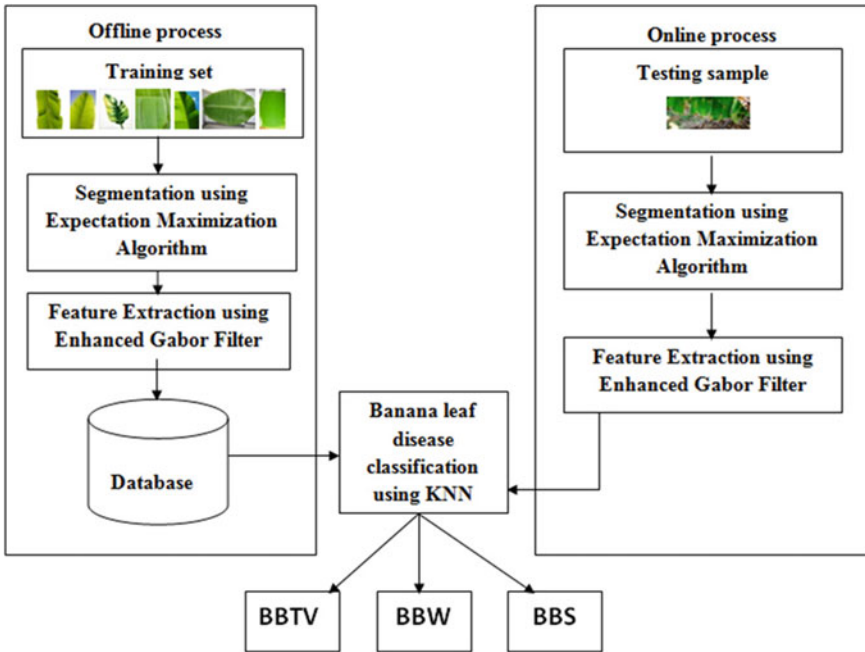 Offline process
Training set
Segmentation using
Expectation Maximization
Algorithm
Feature Extraction using
Enhanced Gabor Filter
Database
Banana leaf
disease
classification
using KNN
Online process
Testing sample
Segmentation using
Expectation Maximization
Algorithm
Feature Extraction using
Enhanced Gabor Filter
BBTV
BBW
BBS